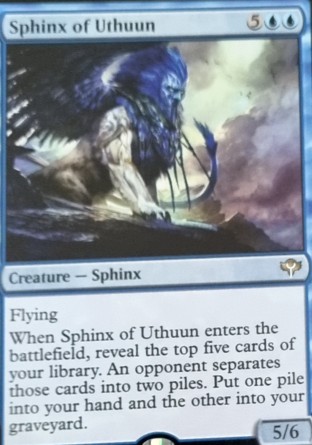 Sphinx of Uthuun 5
Creature — Sphinx
Flying
When Sphinx of Uthuun enters the
battlefield, reveal the top five cards of
your library. An opponent separates
those cards into two piles. Put one pile
into your hand and the other into your
graveyard.
5/6